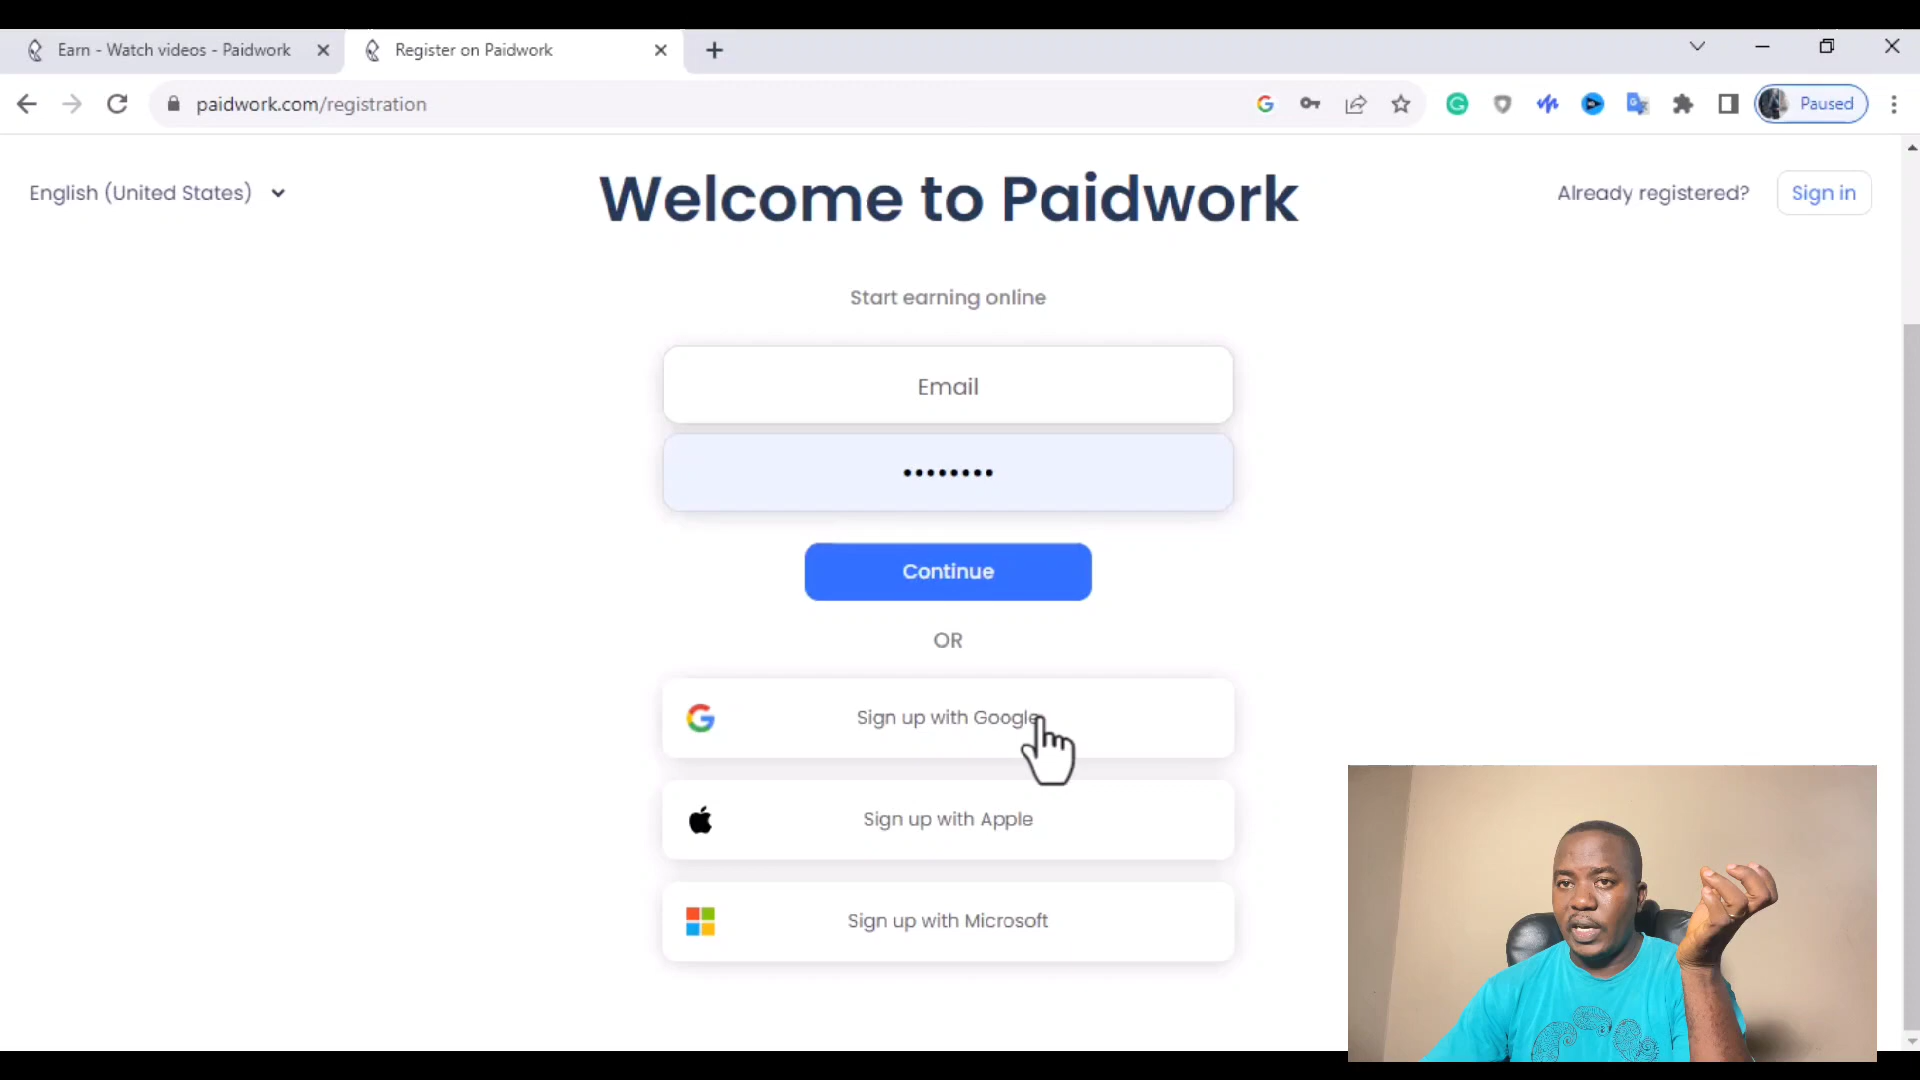 Earn - Watch videos - Paidwork
Register on Paidwork
paidwork.com/registration
Paused
English (United States)
Welcome to Paidwork
Already registered?
Sign in
Start earning online
Email
••••••••
Continue
OR
Sign up with Google
Sign up with Apple
Sign up with Microsoft